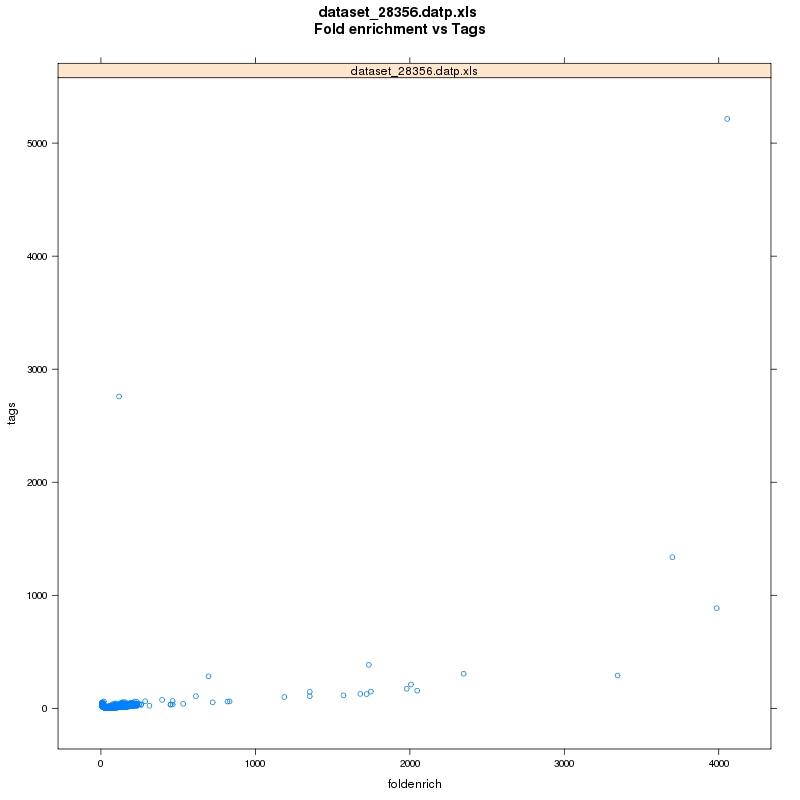 dataset_28356.datp.xls
Fold enrichment vs Tags
dataset_28356.datp.xls
5000
4000
3000
2000
1000
0
tags
0 1000 2000 3000 4000
foldenrich